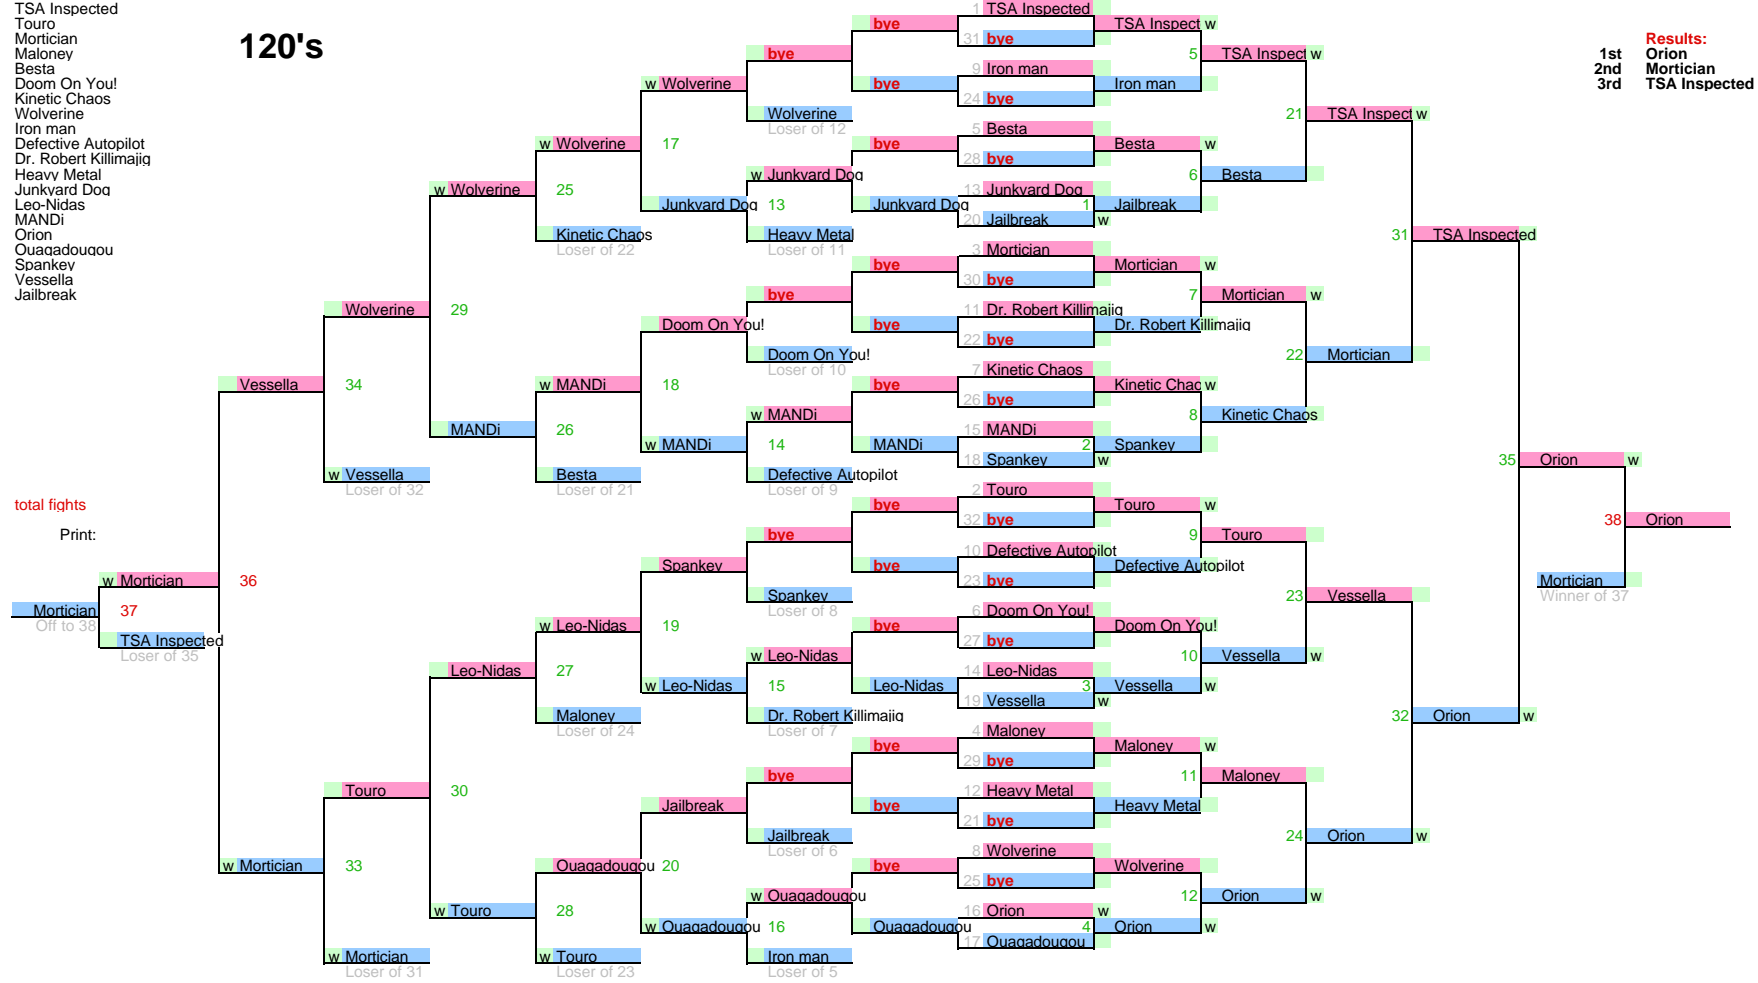 TSA Inspected
Touro
Mortician
Maloney
Besta
Doom On You!
Kinetic Chaos
Wolverine
Iron man
Defective Autopilot
Dr. Robert Killimajig
Heavy Metal
Junkyard Dog
Leo-Nidas
MANDi
Orion
Ouagadougou
Spankey
Vessella
Jailbreak
120's
Results:
1st Orion
2nd Mortician
3rd TSA Inspected
total fights
Print:
w Mortician
36
Mortician
37
Off to 38
TSA Inspected
Loser of 35
Vessella
34
w Mortician
33
Wolverine
29
w Vessella
Loser of 32
Touro
30
w Mortician
Loser of 31
w Wolverine
25
MANDi
26
Leo-Nidas
27
w Touro
28
w Wolverine
17
Kinetic Chaos
Loser of 22
w MANDi
18
Besta
Loser of 21
w Leo-Nidas
19
Maloney
Loser of 24
Ouagadougou
20
w Touro
Loser of 23
w Wolverine
Junkyard Dog
13
Doom On You!
w MANDi
14
Spankey
w Leo-Nidas
15
Jailbreak
w Ouagadougou
16
bye
Wolverine
Loser of 12
w Junkyard Dog
Heavy Metal
Loser of 11
bye
Doom On You!
Loser of 10
w MANDi
Defective Autopilot
Loser of 9
bye
Spankey
Loser of 8
w Leo-Nidas
Dr. Robert Killimajig
Loser of 7
bye
Jailbreak
Loser of 6
w Ouagadougou
Iron man
Loser of 5
bye
bye
bye
Junkyard Dog
bye
bye
bye
MANDi
bye
bye
bye
Leo-Nidas
bye
bye
bye
Ouagadougou
1 TSA Inspected
31 bye
9 Iron man
24 bye
5 Besta
28 bye
13 Junkyard Dog
1
20 Jailbreak w
3 Mortician
30 bye
11 Dr. Robert Killimajig
22 bye
7 Kinetic Chaos
26 bye
15 MANDi
2
18 Spankey w
2 Touro
32 bye
10 Defective Autopilot
23 bye
6 Doom On You!
27 bye
14 Leo-Nidas
3
19 Vessella w
4 Maloney
29 bye
12 Heavy Metal
21 bye
8 Wolverine
25 bye
16 Orion w
4
17 Ouagadougou
TSA Inspect w
5
Iron man
Besta w
6
Jailbreak
Mortician w
7
Dr. Robert Killimajig
Kinetic Chao w
8
Spankey
Touro w
9
Defective Autopilot
Doom On You!
10
Vessella w
Maloney w
11
Heavy Metal
Wolverine
12
Orion w
TSA Inspect w
21
Besta
Mortician w
22
Kinetic Chaos
Touro
23
Vessella w
Maloney
24
Orion w
TSA Inspect w
31
Mortician
Vessella
32
Orion w
TSA Inspected
35
Orion w
Orion w
38
Mortician
Winner of 37
Orion